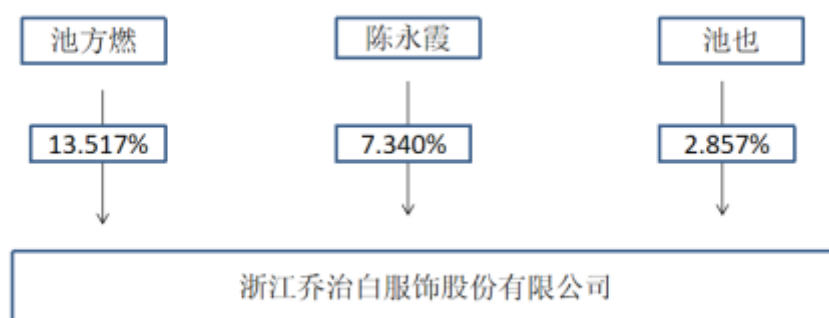 池方燃
陈永霞
池也
13.517%
7.340%
2.857%
浙江乔治白服饰股份有限公司